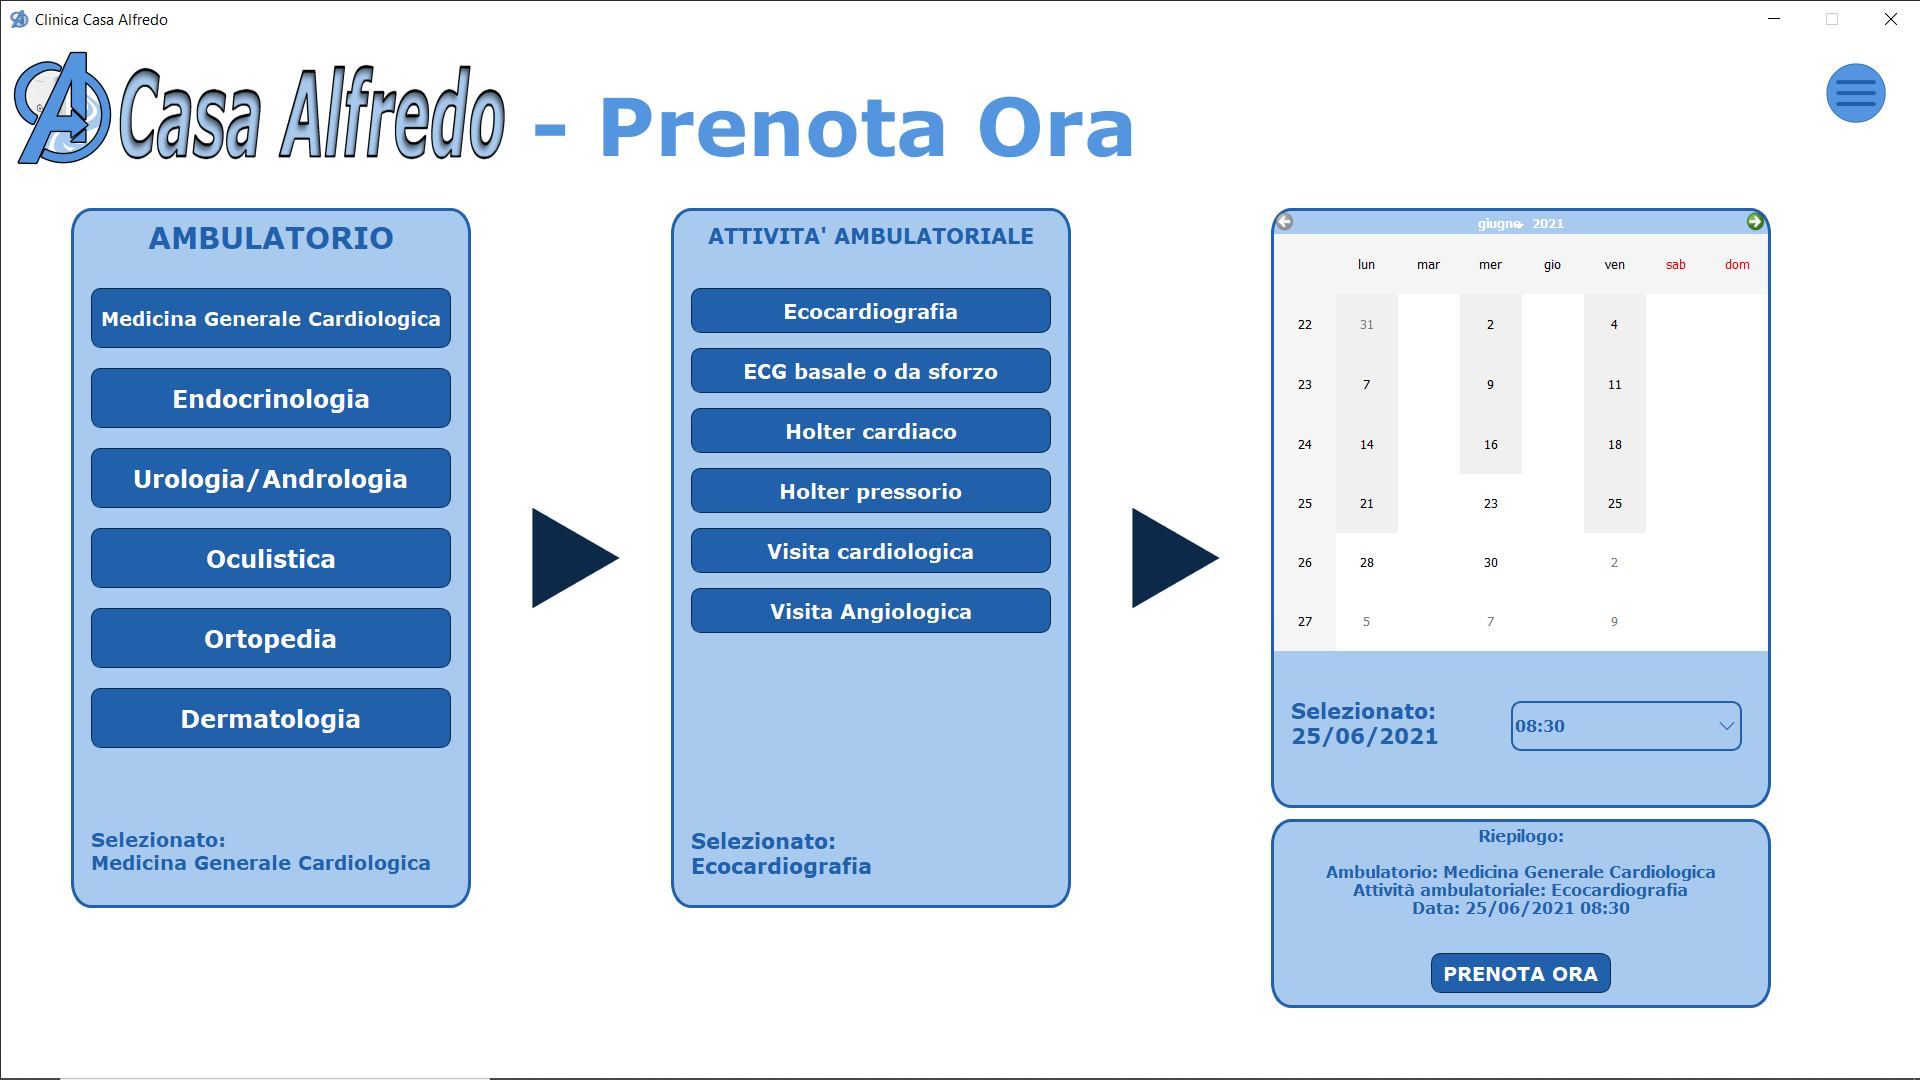 Clinica Casa Alfredo
Casa Alfredo - Prenota Ora
AMBULATORIO
Medicina Generale Cardiologica
Endocrinologia
Urologia/Andrologia
Oculistica
Ortopedia
Dermatologia
Selezionato:
Medicina Generale Cardiologica
ATTIVITA' AMBULATORIALE
Ecocardiografia
ECG basale o da sforzo
Holter cardiaco
Holter pressorio
Visita cardiologica
Visita Angiologica
Selezionato:
Ecocardiografia
giugno 2021
lun mar mer gio ven sab dom
22 31 2 4
23 7 9 11
24 14 16 18
25 21 23 25
26 28 30 2
27 5 7 9
Selezionato:
25/06/2021
08:30
Riepilogo:
Ambulatorio: Medicina Generale Cardiologica
Attività ambulatoriale: Ecocardiografia
Data: 25/06/2021 08:30
PRENOTA ORA